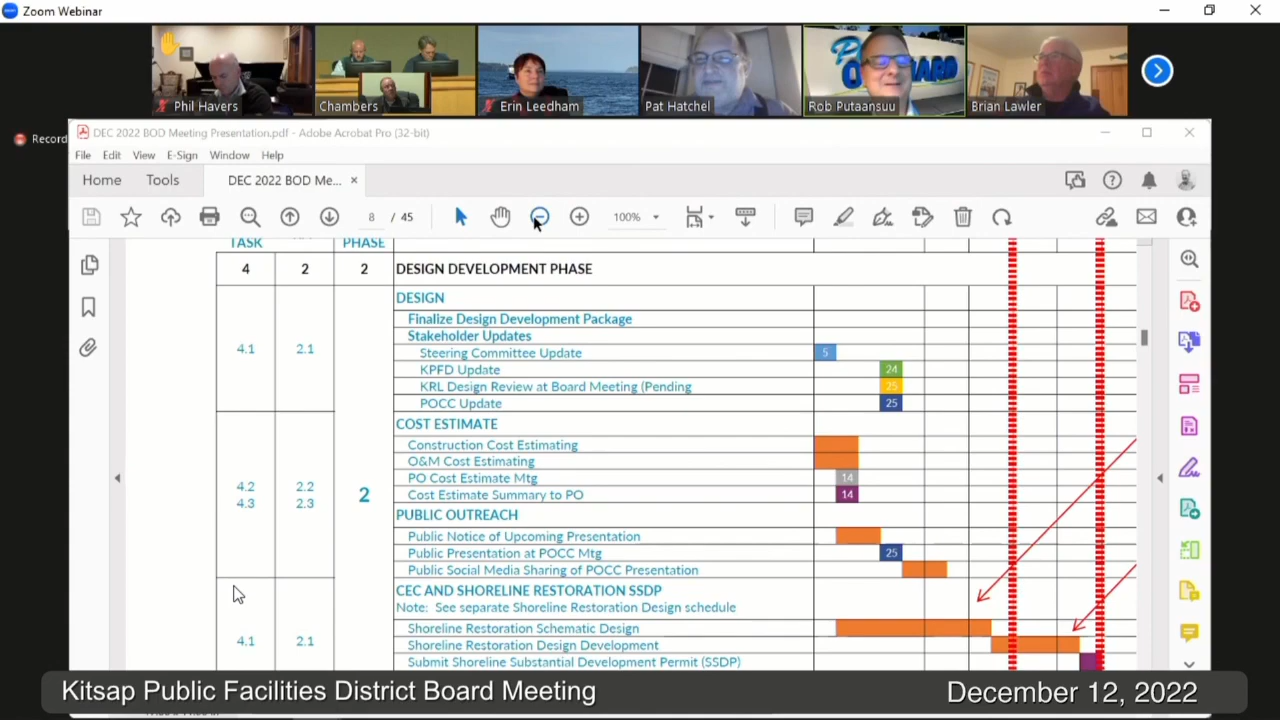 Zoom Webinar
Phil Havers
Chambers
Erin Leedham
Pat Hatchel
Rob Putaansuu
Brian Lawler
Record
DEC 2022 BOD Meeting Presentation.pdf - Adobe Acrobat Pro (32-bit)
File Edit View E-Sign Window Help
Home Tools DEC 2022 BOD Me... ×
8 / 45 100%
TASK PHASE
4 2 2 DESIGN DEVELOPMENT PHASE
DESIGN
Finalize Design Development Package
Stakeholder Updates
4.1 2.1
Steering Committee Update 5
KPFD Update 24
KRL Design Review at Board Meeting (Pending 25
POCC Update 25
COST ESTIMATE
Construction Cost Estimating
O&M Cost Estimating
PO Cost Estimate Mtg 14
4.2 2.2
4.3 2.3
2
Cost Estimate Summary to PO 14
PUBLIC OUTREACH
Public Notice of Upcoming Presentation
Public Presentation at POCC Mtg 25
Public Social Media Sharing of POCC Presentation
CEC AND SHORELINE RESTORATION SSDP
Note: See separate Shoreline Restoration Design schedule
Shoreline Restoration Schematic Design
4.1 2.1
Shoreline Restoration Design Development
Submit Shoreline Substantial Development Permit (SSDP)
Kitsap Public Facilities District Board Meeting
December 12, 2022